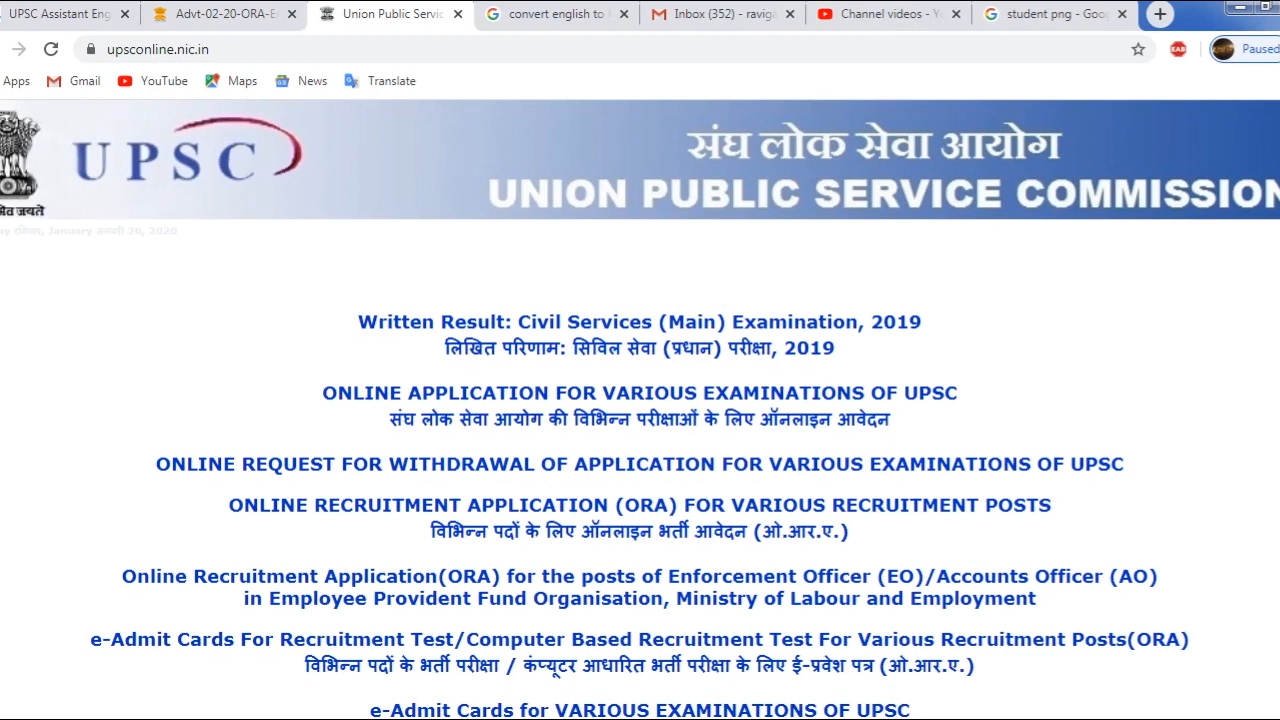 UPSC Assistant Eng
Advt-02-20-ORA-E
Union Public Servic
convert english to
Inbox (352) - raviga
Channel videos - Y
student png - Goo
upsconline.nic.in
Paused
Apps
Gmail
YouTube
Maps
News
Translate
UPSC
संघ लोक सेवा आयोग
UNION PUBLIC SERVICE COMMISSION
जयते
January जनवरी 26, 2020
Written Result: Civil Services (Main) Examination, 2019
लिखित परिणाम: सिविल सेवा (प्रधान) परीक्षा, 2019
ONLINE APPLICATION FOR VARIOUS EXAMINATIONS OF UPSC
संघ लोक सेवा आयोग की विभिन्न परीक्षाओं के लिए ऑनलाइन आवेदन
ONLINE REQUEST FOR WITHDRAWAL OF APPLICATION FOR VARIOUS EXAMINATIONS OF UPSC
ONLINE RECRUITMENT APPLICATION (ORA) FOR VARIOUS RECRUITMENT POSTS
विभिन्न पदों के लिए ऑनलाइन भर्ती आवेदन (ओ.आर.ए.)
Online Recruitment Application(ORA) for the posts of Enforcement Officer (EO)/Accounts Officer (AO)
in Employee Provident Fund Organisation, Ministry of Labour and Employment
e-Admit Cards For Recruitment Test/Computer Based Recruitment Test For Various Recruitment Posts(ORA)
विभिन्न पदों के भर्ती परीक्षा / कंप्यूटर आधारित भर्ती परीक्षा के लिए ई-प्रवेश पत्र (ओ.आर.ए.)
e-Admit Cards for VARIOUS EXAMINATIONS OF UPSC